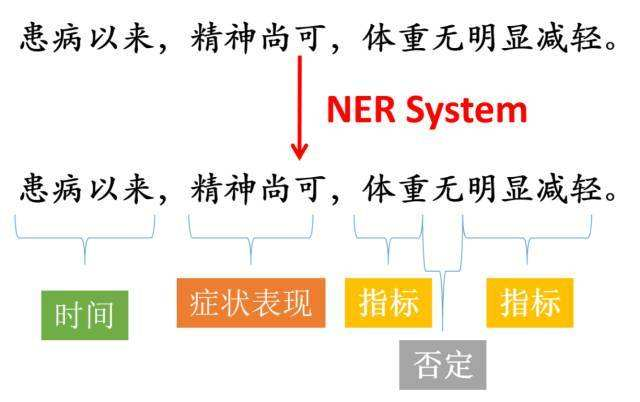 患病以来，精神尚可，体重无明显减轻。
NER System
患病以来，精神尚可，体重无明显减轻。
时间 症状表现 指标 指标
否定